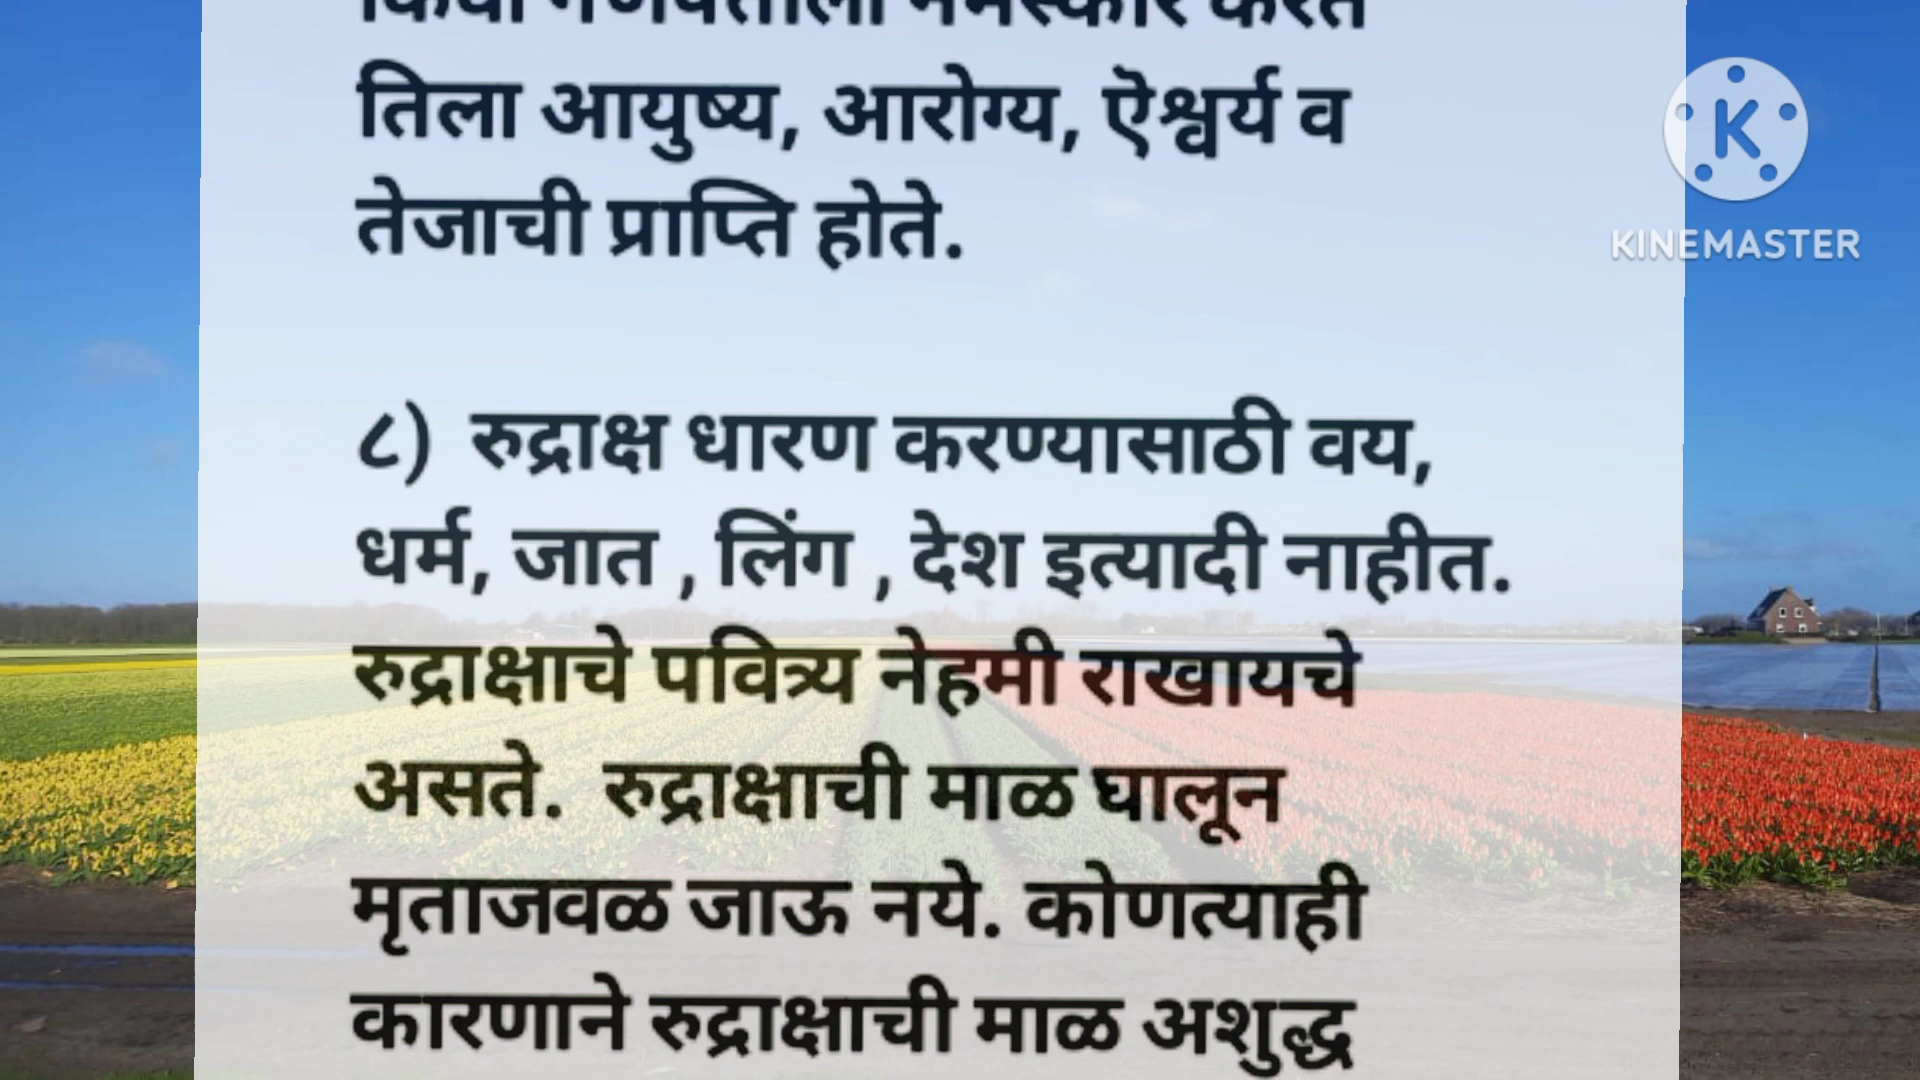 तिला आयुष्य, आरोग्य, ऎश्वर्य व
तेजाची प्राप्ति होते.
८) रुद्राक्ष धारण करण्यासाठी वय,
धर्म, जात , लिंग , देश इत्यादी नाहीत.
रुद्राक्षाचे पवित्र्य नेहमी राखायचे
असते. रुद्राक्षाची माळ घालून
मृताजवळ जाऊ नये. कोणत्याही
कारणाने रुद्राक्षाची माळ अशुद्ध
KINEMASTER